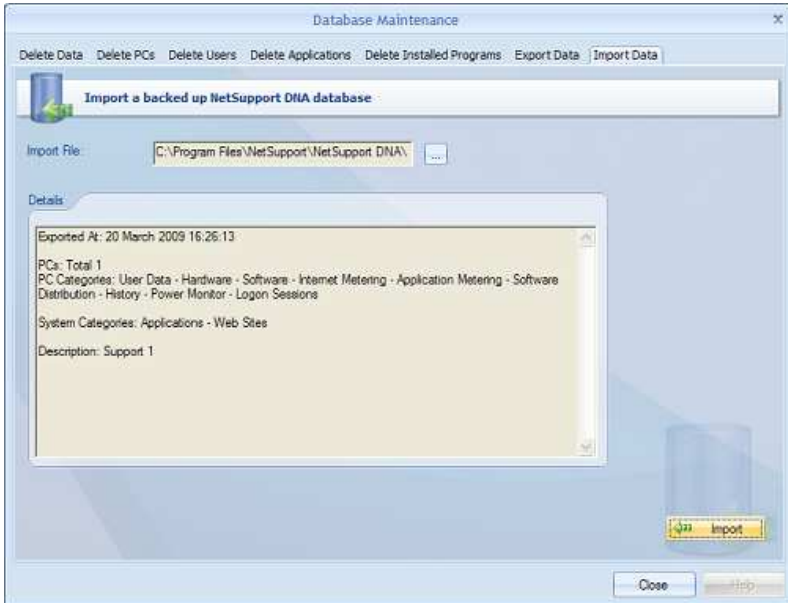 Database Maintenance
Delete Data Delete PCs Delete Users Delete Applications Delete Installed Programs Export Data Import Data
Import a backed up NetSupport DNA database
Import File: C:\Program Files\NetSupport\NetSupport DNA\ ...
Details
Exported At: 20 March 2009 16:26:13
PCs: Total 1
PC Categories: User Data - Hardware - Software - Internet Metering - Application Metering - Software
Distribution - History - Power Monitor - Logon Sessions
System Categories: Applications - Web Sites
Description: Support 1
Import
Close Help